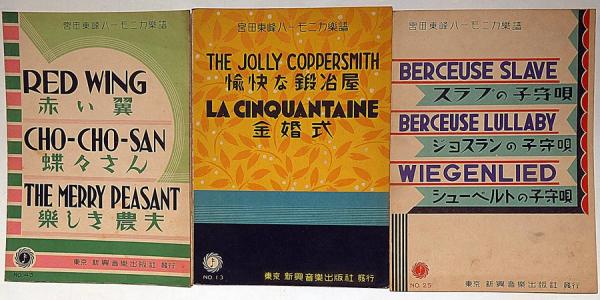 宮田東峰ハーモニカ樂譜
RED WING
赤い翼
CHO-CHO-SAN
蝶々さん
THE MERRY PEASANT
樂しき農夫
NO. 45
東京 新興音樂出版社 發行
宮田東峰ハーモニカ樂譜
THE JOLLY COPPERSMITH
愉快な鍛冶屋
LA CINQUANTAINE
金婚式
NO. 13
東京 新興音樂出版社 發行
宮田東峰ハーモニカ樂譜
BERCEUSE SLAVE
スラブの子守唄
BERCEUSE LULLABY
ジョスランの子守唄
WIEGENLIED
シューベルトの子守唄
NO. 25
東京 新興音樂出版社 發行